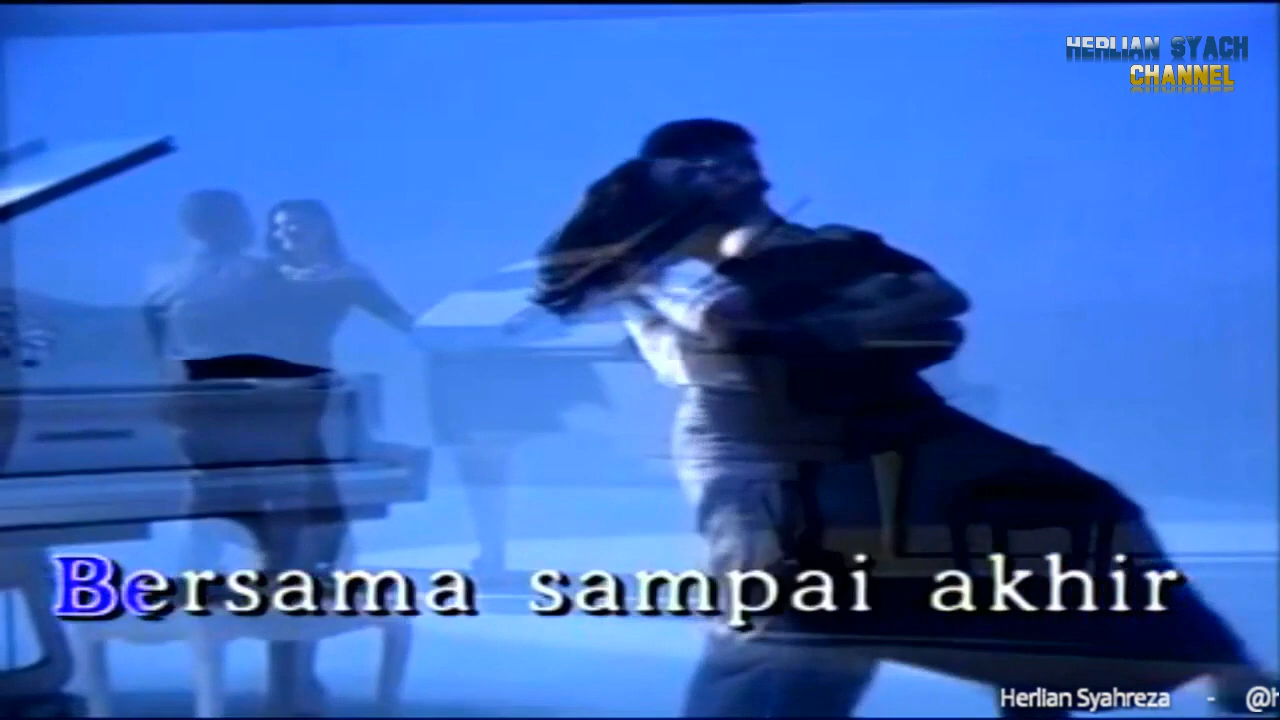 HERLIAN SYACH
CHANNEL
Bersama sampai akhir
Herlian Syahreza - @h